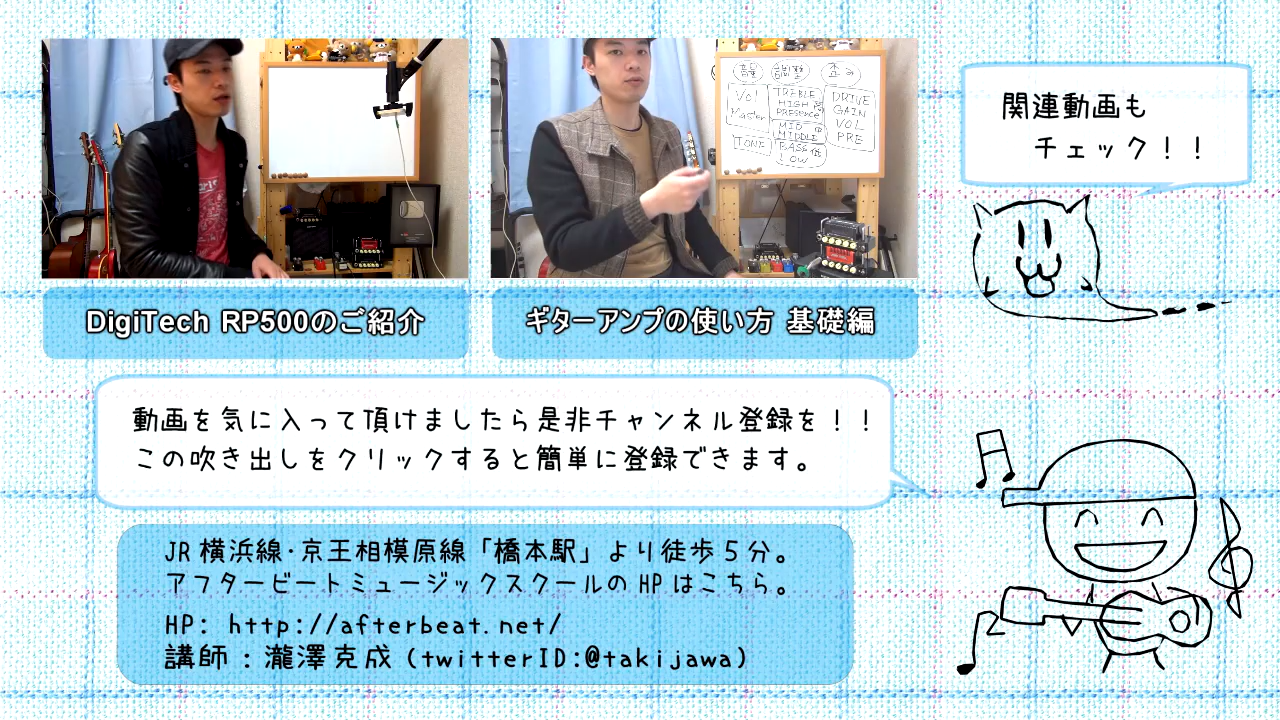 音量
音調整
歪み
Vol
Master
TONE
TREBLE
HIGH
PRESENCE
MID
MIDDLE
BASS
LOW
DRIVE
GAIN
VOL
PRE
関連動画も
チェック！！
DigiTech RP500のご紹介
ギターアンプの使い方 基礎編
動画を気に入って頂けましたら是非チャンネル登録を！！
この吹き出しをクリックすると簡単に登録できます。
JR横浜線・京王相模原線「橋本駅」より徒歩5分。
アフタービートミュージックスクールのHPはこちら。
HP: http://afterbeat.net/
講師：瀧澤克成 (twitterID:@takijawa)